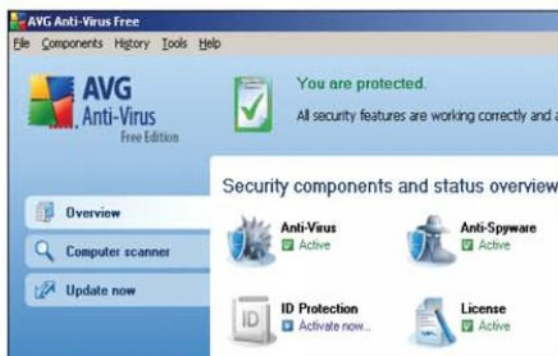 AVG Anti-Virus Free
File Components History Tools Help
AVG
Anti-Virus
Free Edition
You are protected.
All security features are working correctly and a
Overview
Computer scanner
Update now
Security components and status overview
Anti-Virus
Active
Anti-Spyware
Active
ID
ID Protection
Activate now...
License
Active